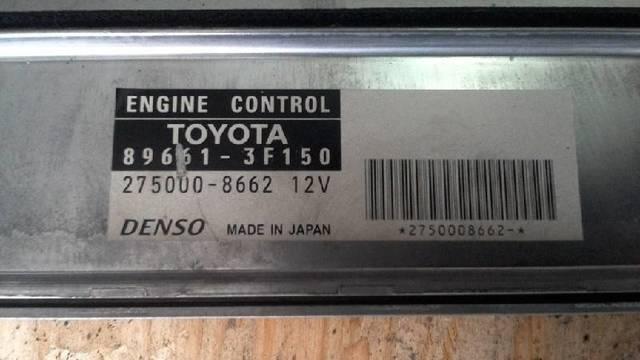 ENGINE CONTROL
TOYOTA
89661-3F150
275000-8662 12V
DENSO MADE IN JAPAN
*2750008662-*